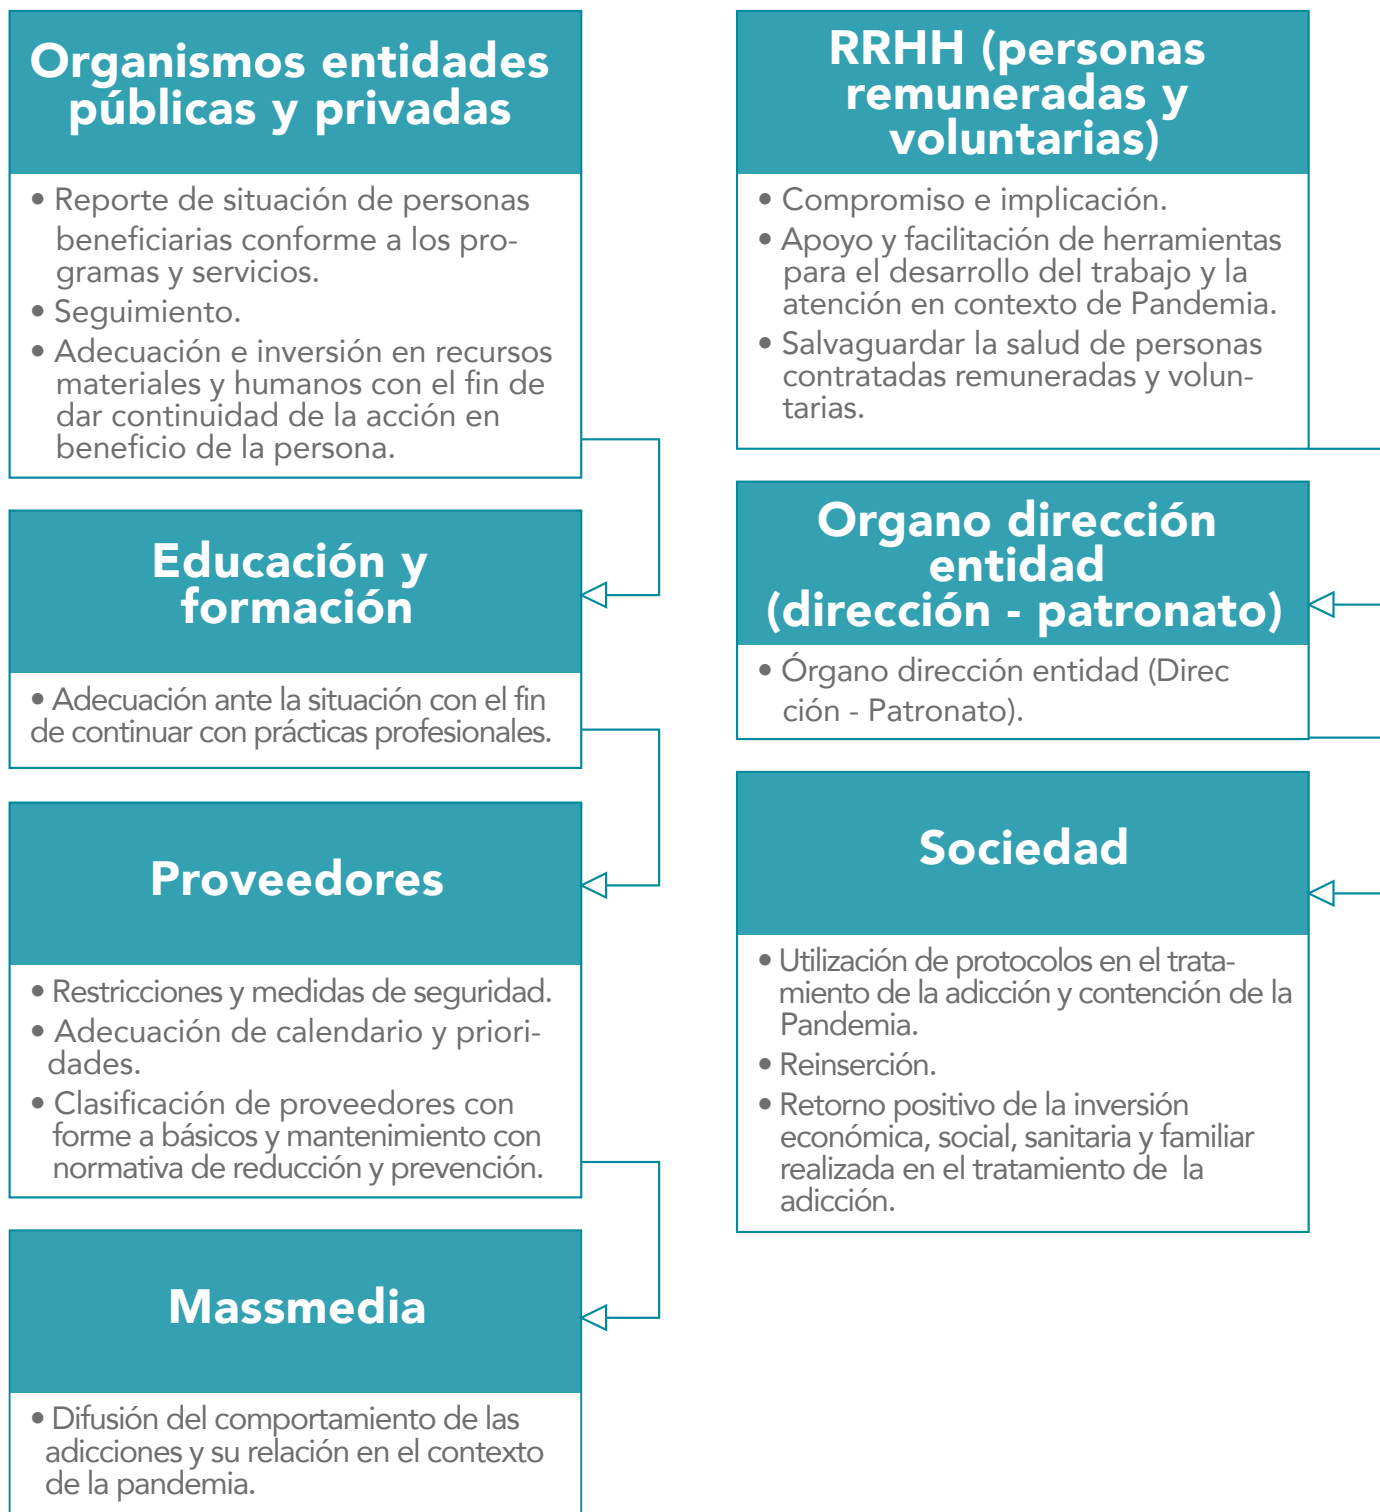 Organismos entidades
públicas y privadas
• Reporte de situación de personas
beneficiarias conforme a los pro-
gramas y servicios.
• Seguimiento.
• Adecuación e inversión en recursos
materiales y humanos con el fin de
dar continuidad de la acción en
beneficio de la persona.
Educación y
formación
• Adecuación ante la situación con el fin
de continuar con prácticas profesionales.
Proveedores
• Restricciones y medidas de seguridad.
• Adecuación de calendario y priori-
dades.
• Clasificación de proveedores con
forme a básicos y mantenimiento con
normativa de reducción y prevención.
Massmedia
• Difusión del comportamiento de las
adicciones y su relación en el contexto
de la pandemia.
RRHH (personas
remuneradas y
voluntarias)
• Compromiso e implicación.
• Apoyo y facilitación de herramientas
para el desarrollo del trabajo y la
atención en contexto de Pandemia.
• Salvaguardar la salud de personas
contratadas remuneradas y volun-
tarias.
Organo dirección
entidad
(dirección - patronato)
• Órgano dirección entidad (Direc
ción - Patronato).
Sociedad
• Utilización de protocolos en el trata-
miento de la adicción y contención de la
Pandemia.
• Reinserción.
• Retorno positivo de la inversión
económica, social, sanitaria y familiar
realizada en el tratamiento de  la
adicción.